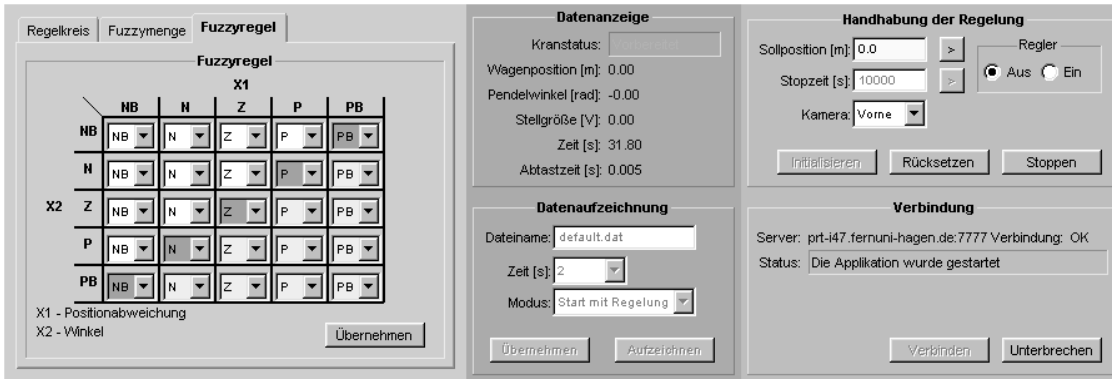 Regelkreis Fuzzymenge Fuzzyregel
Fuzzyregel
X1
NB N Z P PB
NB NB N Z P PB
N NB N Z P PB
X2 Z NB N Z P PB
P NB N Z P PB
PB NB N Z P PB
X1 - Positionabweichung
X2 - Winkel
Übernehmen
Datenanzeige
Kranstatus: Vorbereitet
Wagenposition [m]: 0.00
Pendelwinkel [rad]: -0.00
Stellgröße [V]: 0.00
Zeit [s]: 31.80
Abtastzeit [s]: 0.005
Datenaufzeichnung
Dateiname: default.dat
Zeit [s]: 2
Modus: Start mit Regelung
Übernehmen Aufzeichnen
Handhabung der Regelung
Sollposition [m]: 0.0 >
Stopzeit [s]: 10000 >
Kamera: Vorne
Regler
Aus Ein
Initialisieren Rücksetzen Stoppen
Verbindung
Server: prt-i47.fernuni-hagen.de:7777 Verbindung: OK
Status: Die Applikation wurde gestartet
Verbinden Unterbrechen